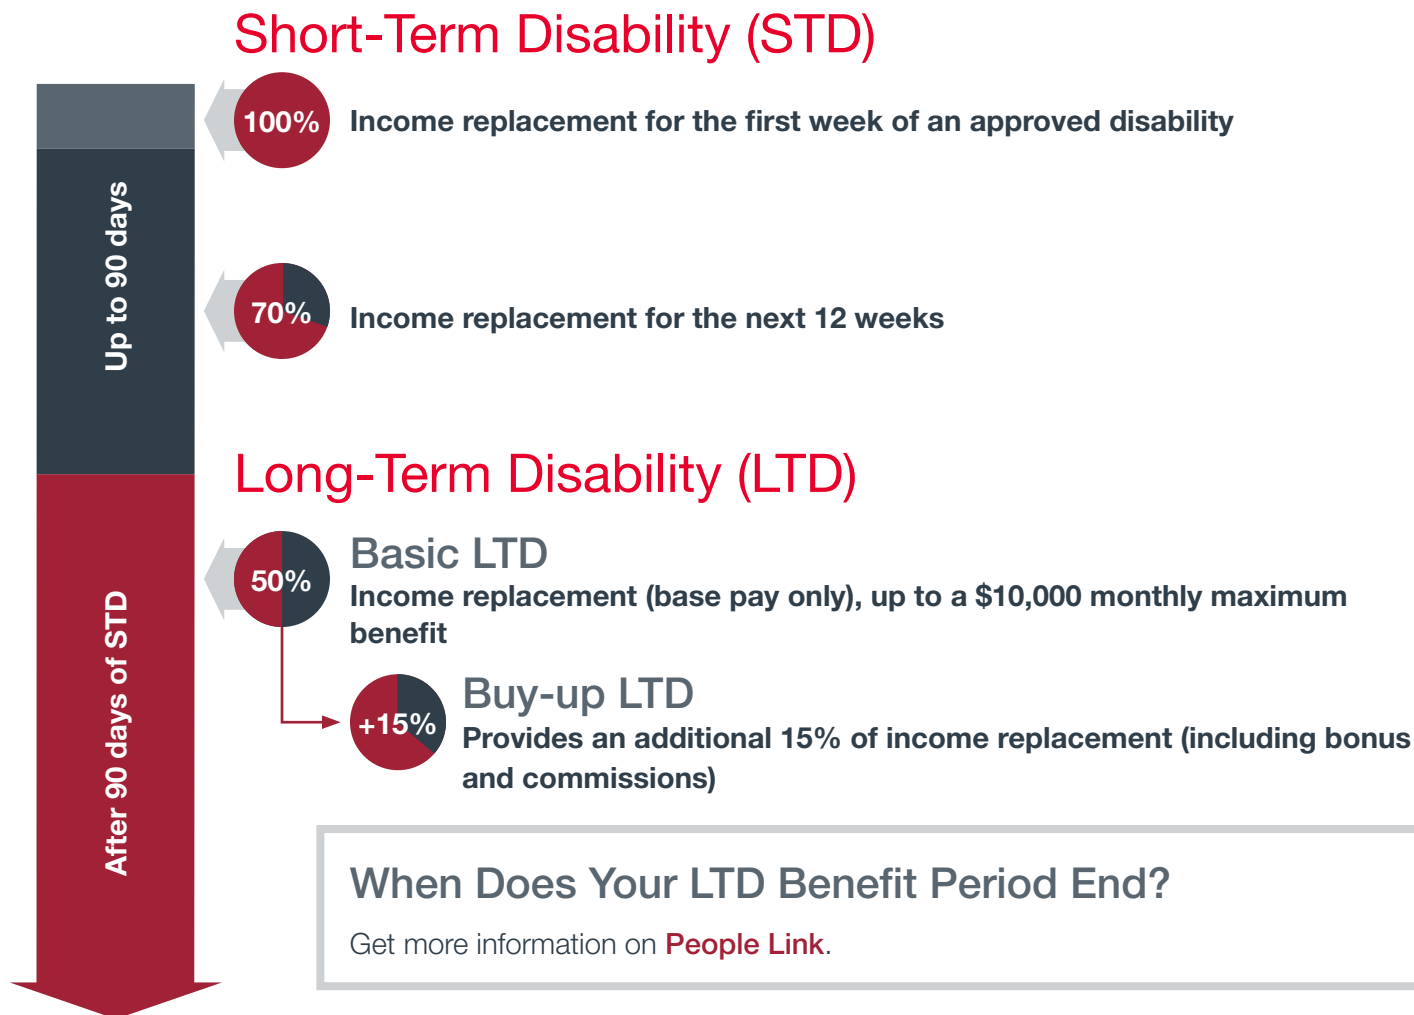 Short-Term Disability (STD)
100%
Income replacement for the first week of an approved disability
Up to 90 days
70%
Income replacement for the next 12 weeks
Long-Term Disability (LTD)
After 90 days of STD
50%
Basic LTD
Income replacement (base pay only), up to a $10,000 monthly maximum
benefit
+15%
Buy-up LTD
Provides an additional 15% of income replacement (including bonus
and commissions)
When Does Your LTD Benefit Period End?
Get more information on People Link.